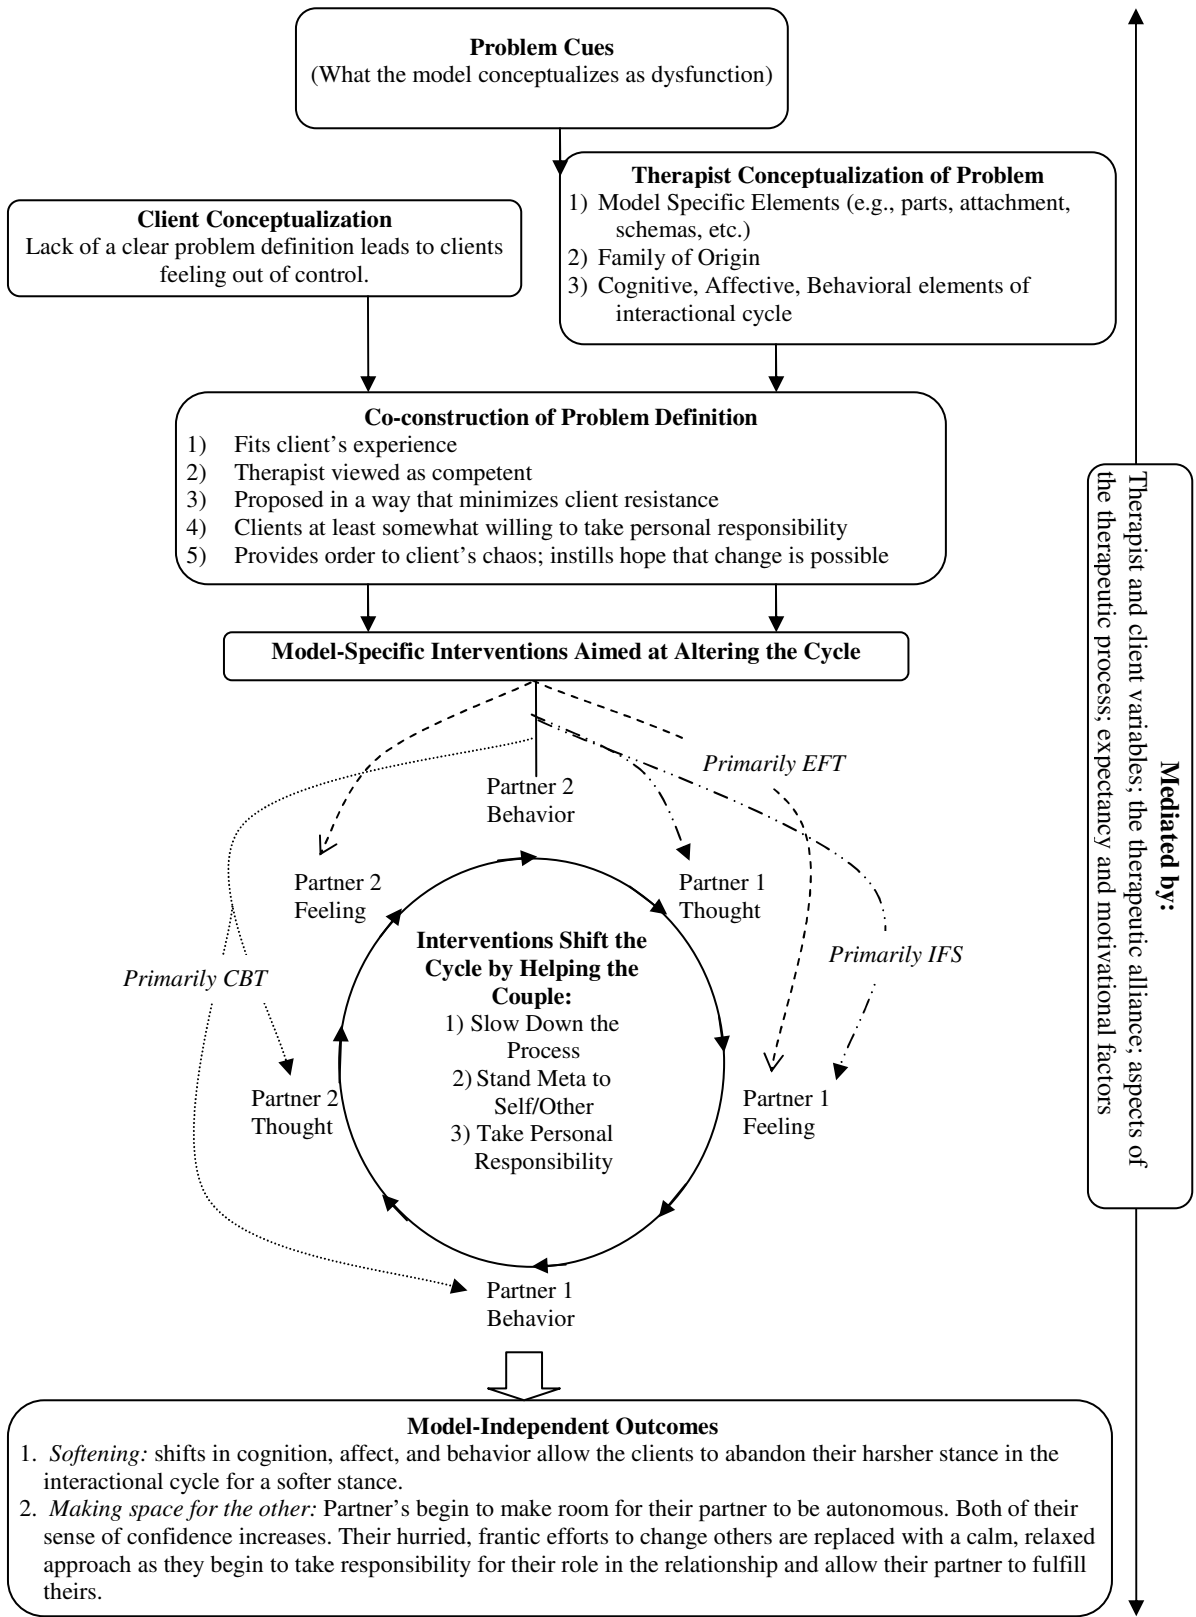 Problem Cues
(What the model conceptualizes as dysfunction)
Therapist Conceptualization of Problem
1) Model Specific Elements (e.g., parts, attachment,
schemas, etc.)
2) Family of Origin
3) Cognitive, Affective, Behavioral elements of
interactional cycle
Client Conceptualization
Lack of a clear problem definition leads to clients
feeling out of control.
Co-construction of Problem Definition
1) Fits client’s experience
2) Therapist viewed as competent
3) Proposed in a way that minimizes client resistance
4) Clients at least somewhat willing to take personal responsibility
5) Provides order to client’s chaos; instills hope that change is possible
Model-Specific Interventions Aimed at Altering the Cycle
Primarily EFT
Partner 2
Behavior
Partner 2
Feeling
Partner 1
Thought
Interventions Shift the
Cycle by Helping the
Couple:
1) Slow Down the
Process
2) Stand Meta to
Self/Other
3) Take Personal
Responsibility
Primarily IFS
Primarily CBT
Partner 2
Thought
Partner 1
Feeling
Partner 1
Behavior
Mediated by:
Therapist and client variables; the therapeutic alliance; aspects of
the therapeutic process; expectancy and motivational factors
Model-Independent Outcomes
1. Softening: shifts in cognition, affect, and behavior allow the clients to abandon their harsher stance in the
interactional cycle for a softer stance.
2. Making space for the other: Partner’s begin to make room for their partner to be autonomous. Both of their
sense of confidence increases. Their hurried, frantic efforts to change others are replaced with a calm, relaxed
approach as they begin to take responsibility for their role in the relationship and allow their partner to fulfill
theirs.